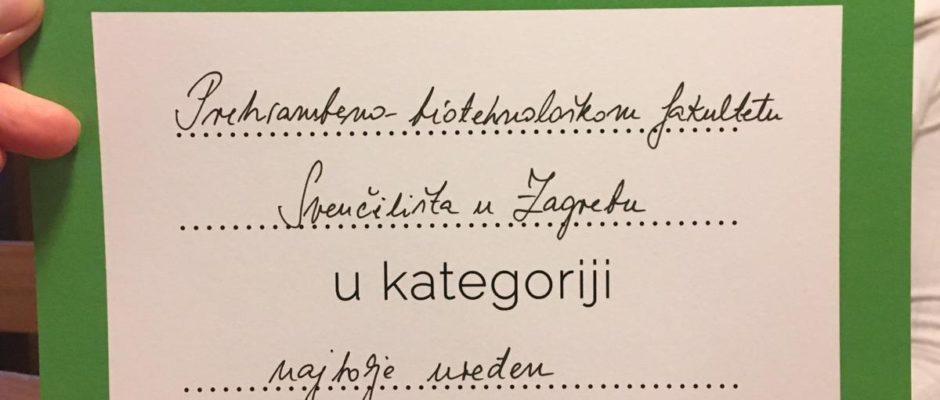 Prehrambeno-biotehnološkom fakultetu
Sveučilišta u Zagrebu
u kategoriji
najbolje uređen